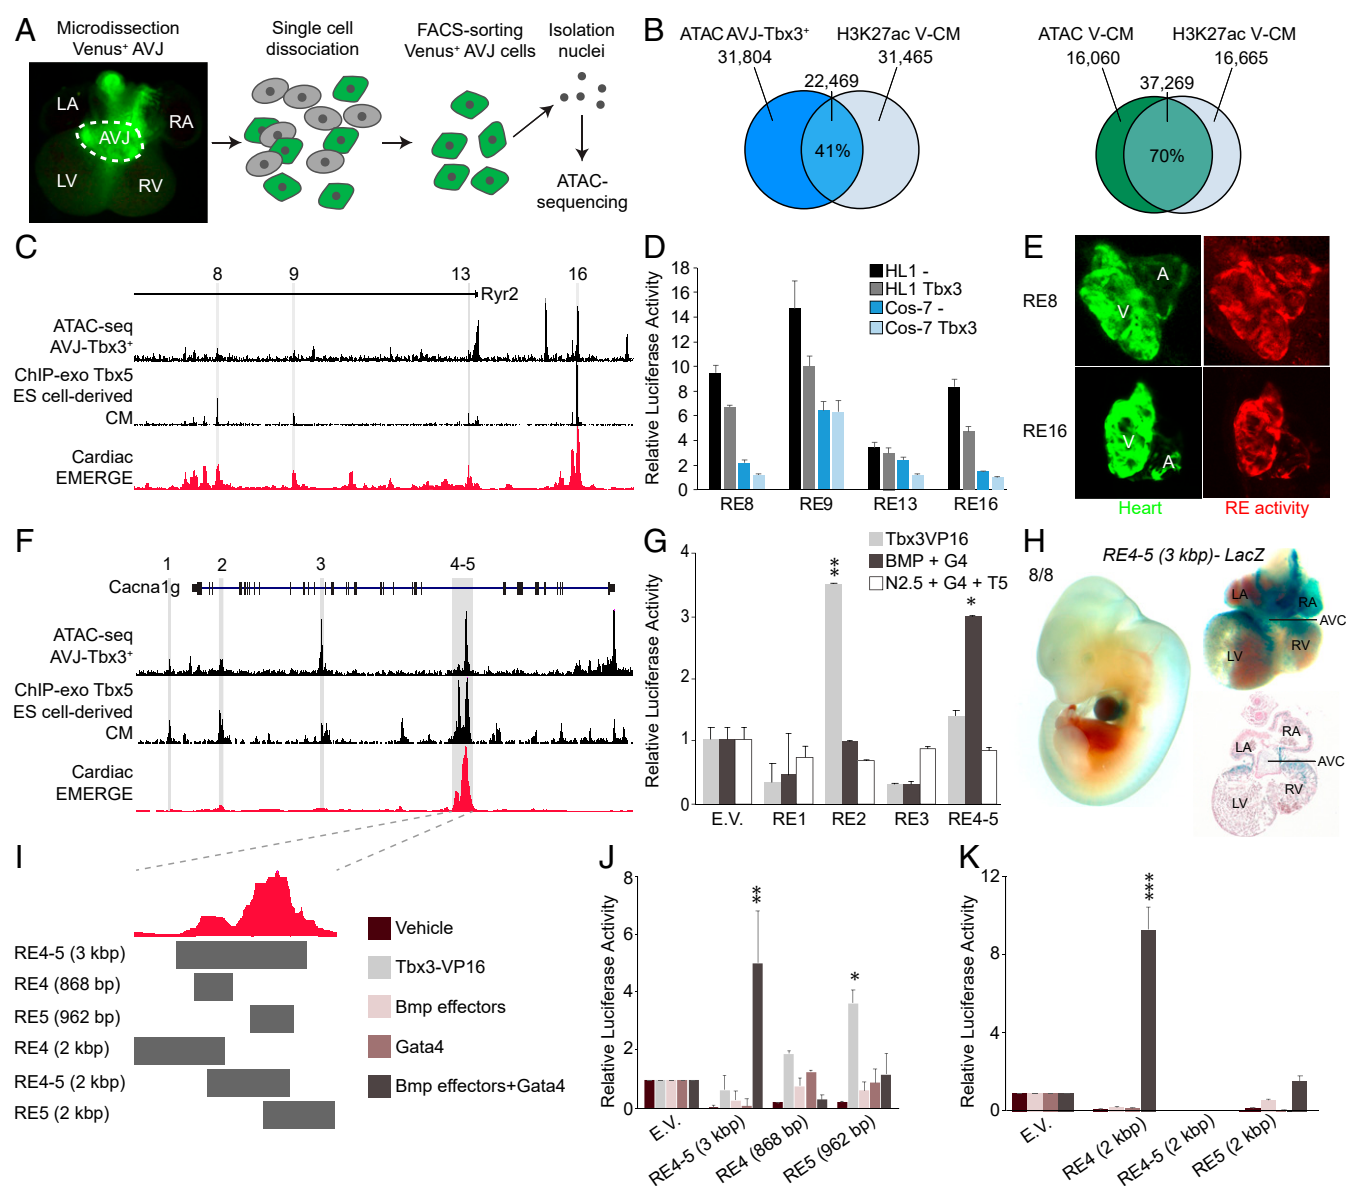 A
Microdissection
Venus⁺ AVJ
Single cell
dissociation
FACS-sorting
Venus⁺ AVJ cells
Isolation
nuclei
LA
AVJ
RA
LV
RV
ATAC-
sequencing
B
ATAC AVJ-Tbx3⁺
31,804
H3K27ac V-CM
31,465
22,469
41%
ATAC V-CM
16,060
H3K27ac V-CM
16,665
37,269
70%
C
8
9
13
16
Ryr2
ATAC-seq
AVJ-Tbx3⁺
ChIP-exo Tbx5
ES cell-derived
CM
Cardiac
EMERGE
D
Relative Luciferase Activity
18
16
14
12
10
8
6
4
2
0
HL1 -
HL1 Tbx3
Cos-7 -
Cos-7 Tbx3
RE8
RE9
RE13
RE16
E
RE8
A
V
RE16
V
A
Heart
RE activity
F
1
2
3
4-5
Cacna1g
ATAC-seq
AVJ-Tbx3⁺
ChIP-exo Tbx5
ES cell-derived
CM
Cardiac
EMERGE
G
Relative Luciferase Activity
4
3
2
1
0
Tbx3VP16
BMP + G4
N2.5 + G4 + T5
**
*
E.V.
RE1
RE2
RE3
RE4-5
H
RE4-5 (3 kbp)- LacZ
8/8
LA
RA
AVC
LV
RV
RA
LA
AVC
LV
RV
I
RE4-5 (3 kbp)
RE4 (868 bp)
RE5 (962 bp)
RE4 (2 kbp)
RE4-5 (2 kbp)
RE5 (2 kbp)
Vehicle
Tbx3-VP16
Bmp effectors
Gata4
Bmp effectors+Gata4
J
Relative Luciferase Activity
8
6
4
2
0
**
*
E.V.
RE4-5 (3 kbp)
RE4 (868 bp)
RE5 (962 bp)
K
Relative Luciferase Activity
12
8
4
0
***
E.V.
RE4 (2 kbp)
RE4-5 (2 kbp)
RE5 (2 kbp)